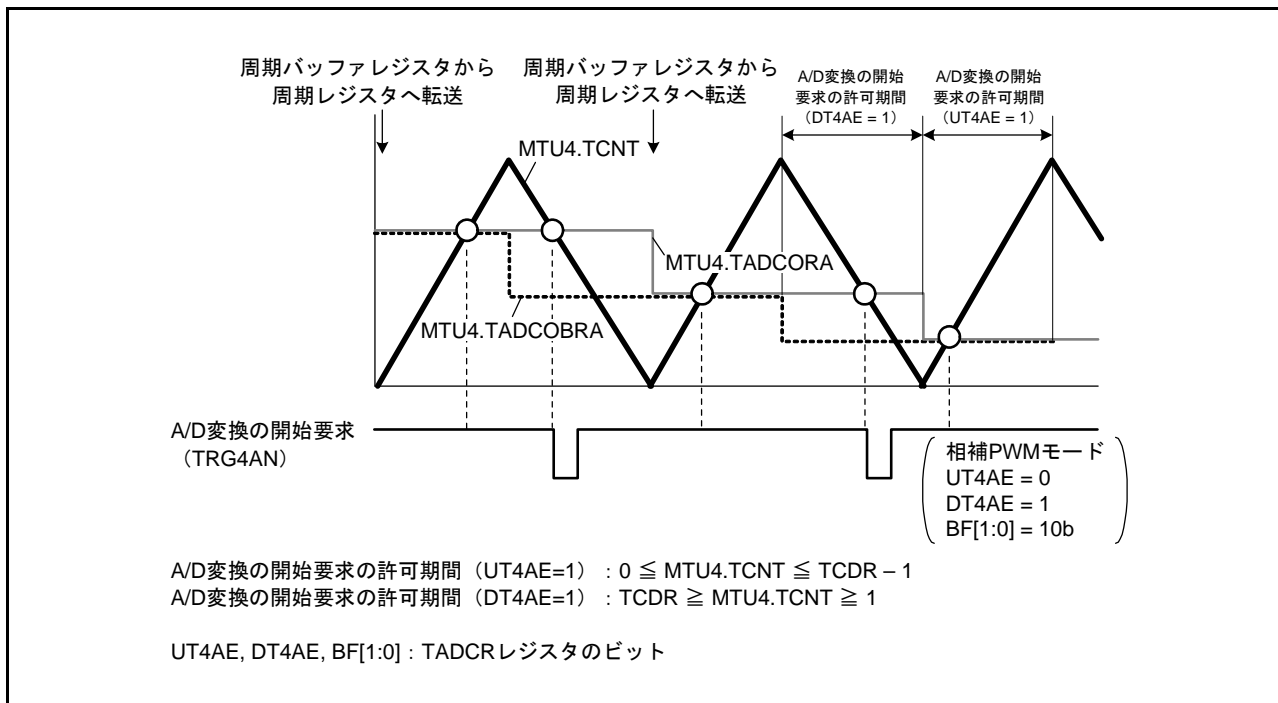 周期バッファレジスタから
周期レジスタへ転送
周期バッファレジスタから
周期レジスタへ転送
A/D変換の開始
要求の許可期間
（DT4AE = 1）
A/D変換の開始
要求の許可期間
（UT4AE = 1）
MTU4.TCNT
MTU4.TADCORA
MTU4.TADCOBRA
A/D変換の開始要求
（TRG4AN）
相補PWMモード
UT4AE = 0
DT4AE = 1
BF[1:0] = 10b
A/D変換の開始要求の許可期間（UT4AE=1）：0 ≦ MTU4.TCNT ≦ TCDR – 1
A/D変換の開始要求の許可期間（DT4AE=1）：TCDR ≧ MTU4.TCNT ≧ 1
UT4AE, DT4AE, BF[1:0]：TADCRレジスタのビット